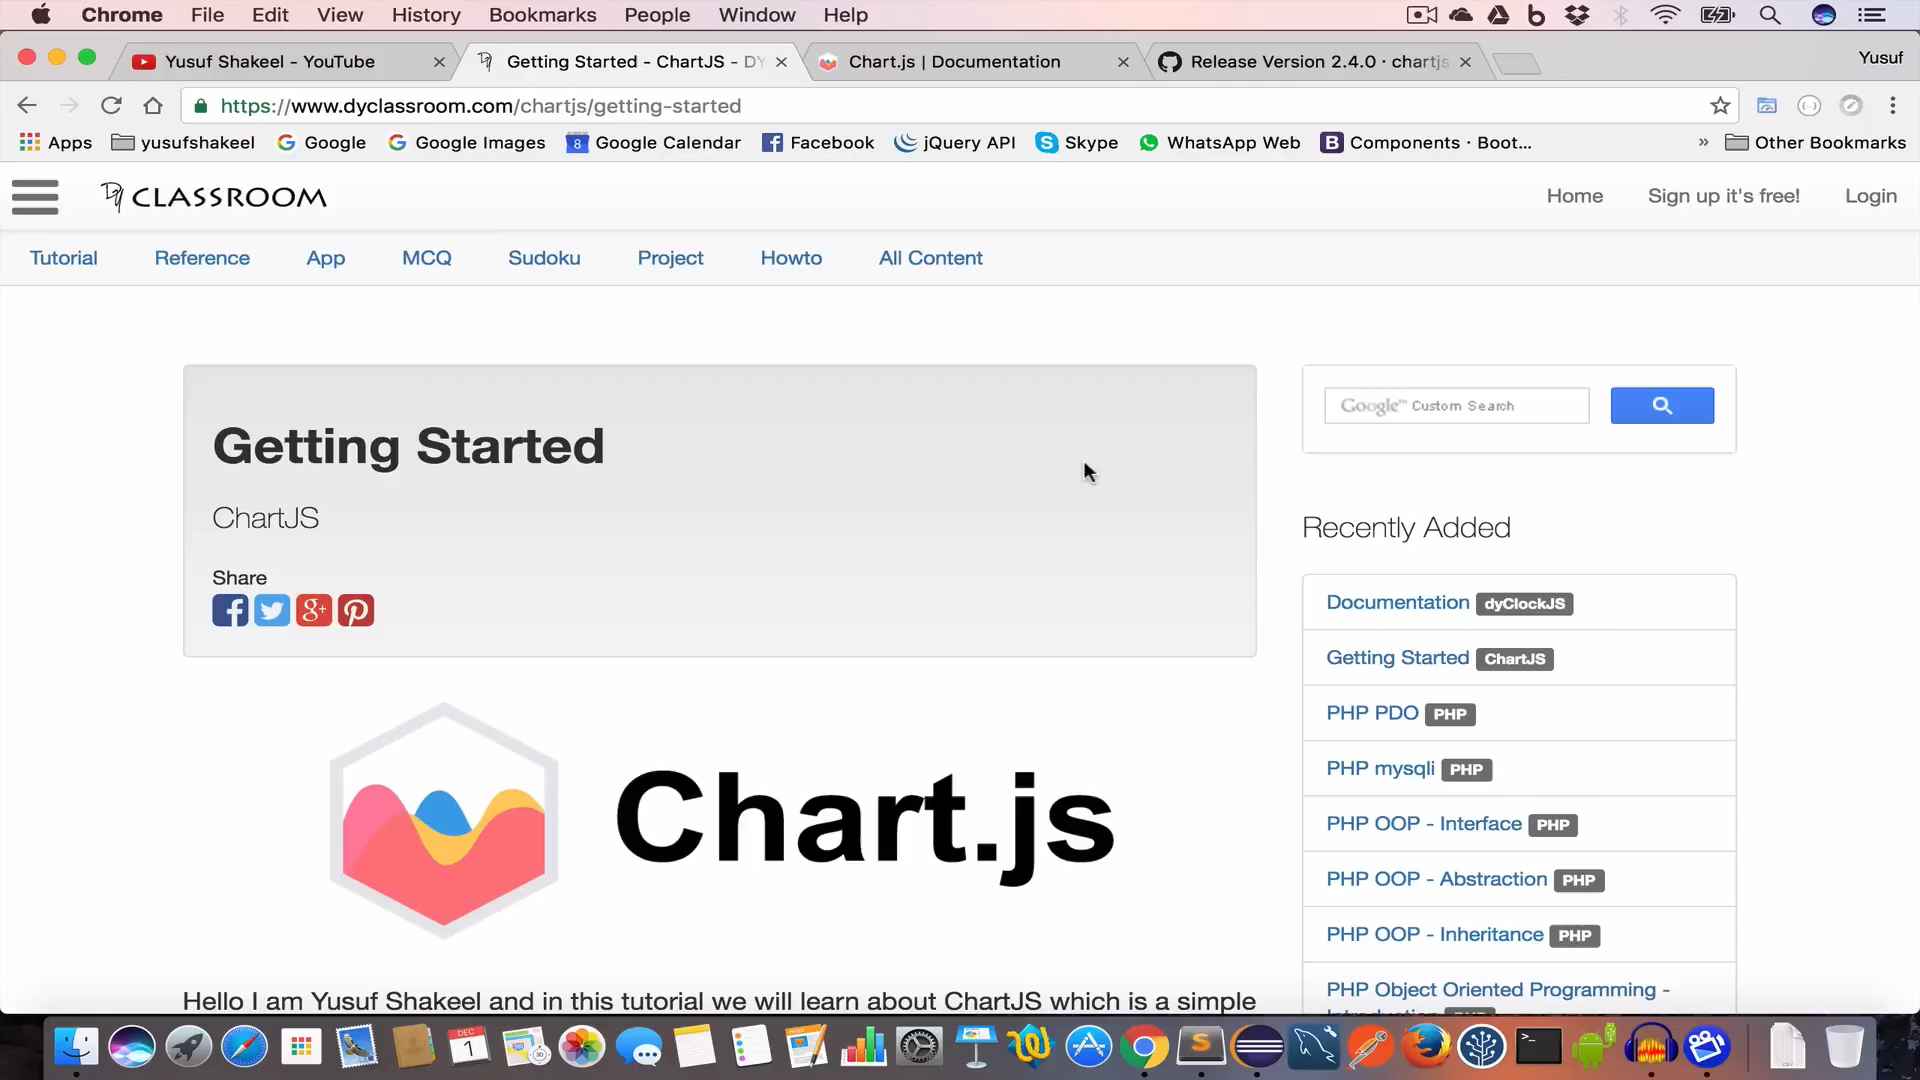 Chrome File Edit View History Bookmarks People Window Help
Yusuf Shakeel - YouTube
Getting Started - ChartJS - DY
Chart.js | Documentation
Release Version 2.4.0 · chartjs
Yusuf
https://www.dyclassroom.com/chartjs/getting-started
Apps yusufshakeel Google Google Images 8 Google Calendar Facebook jQuery API Skype WhatsApp Web B Components · Boot... » Other Bookmarks
CLASSROOM
Home Sign up it's free! Login
Tutorial Reference App MCQ Sudoku Project Howto All Content
Getting Started
ChartJS
Share
Chart.js
Hello I am Yusuf Shakeel and in this tutorial we will learn about ChartJS which is a simple
Google™ Custom Search
Recently Added
Documentation dyClockJS
Getting Started ChartJS
PHP PDO PHP
PHP mysqli PHP
PHP OOP - Interface PHP
PHP OOP - Abstraction PHP
PHP OOP - Inheritance PHP
PHP Object Oriented Programming -
DEC
1